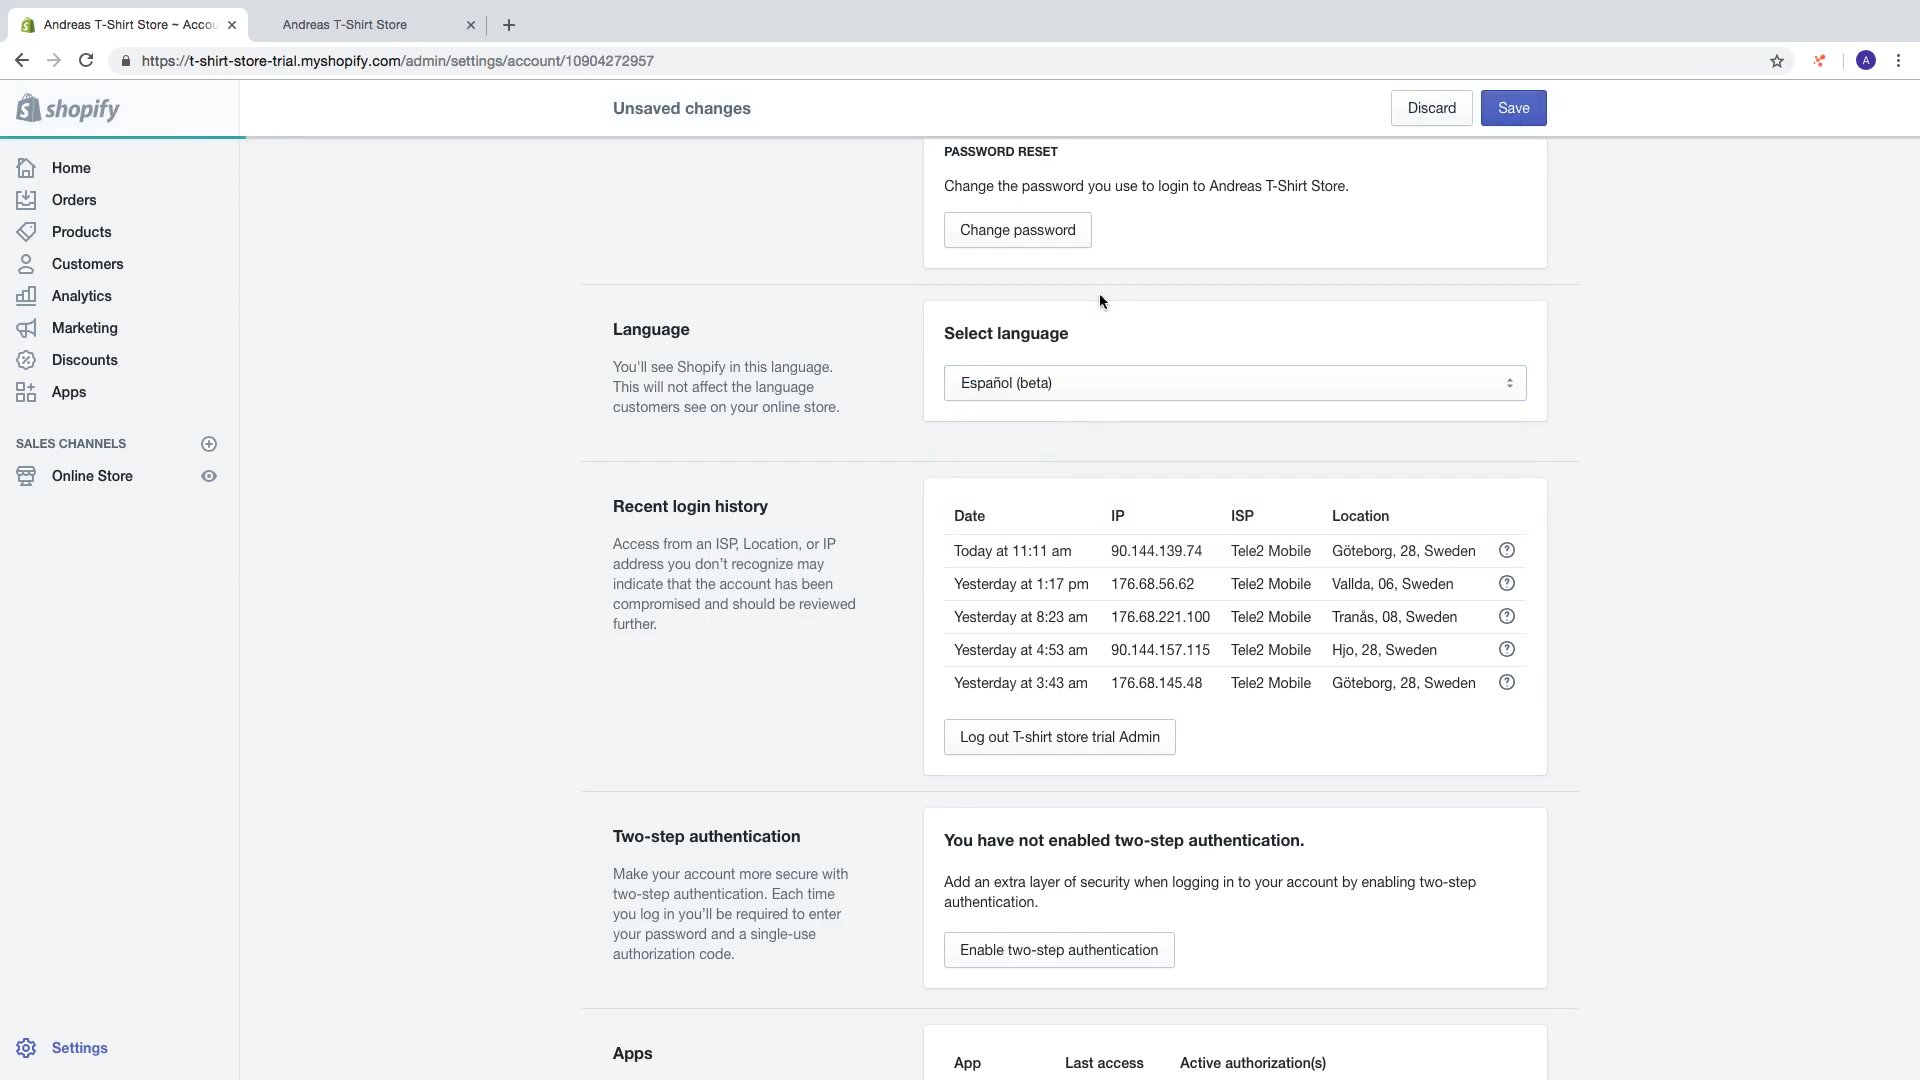 Andreas T-Shirt Store ~ Accou
Andreas T-Shirt Store
https://t-shirt-store-trial.myshopify.com/admin/settings/account/10904272957
A
shopify
Unsaved changes
Discard
Save
Home
Orders
Products
Customers
Analytics
Marketing
Discounts
Apps
SALES CHANNELS
Online Store
Settings
PASSWORD RESET
Change the password you use to login to Andreas T-Shirt Store.
Change password
Language
You'll see Shopify in this language.
This will not affect the language
customers see on your online store.
Select language
Español (beta)
Recent login history
Access from an ISP, Location, or IP
address you don’t recognize may
indicate that the account has been
compromised and should be reviewed
further.
Date IP ISP Location
Today at 11:11 am 90.144.139.74 Tele2 Mobile Göteborg, 28, Sweden
Yesterday at 1:17 pm 176.68.56.62 Tele2 Mobile Vallda, 06, Sweden
Yesterday at 8:23 am 176.68.221.100 Tele2 Mobile Tranås, 08, Sweden
Yesterday at 4:53 am 90.144.157.115 Tele2 Mobile Hjo, 28, Sweden
Yesterday at 3:43 am 176.68.145.48 Tele2 Mobile Göteborg, 28, Sweden
Log out T-shirt store trial Admin
Two-step authentication
Make your account more secure with
two-step authentication. Each time
you log in you’ll be required to enter
your password and a single-use
authorization code.
You have not enabled two-step authentication.
Add an extra layer of security when logging in to your account by enabling two-step
authentication.
Enable two-step authentication
Apps
App Last access Active authorization(s)